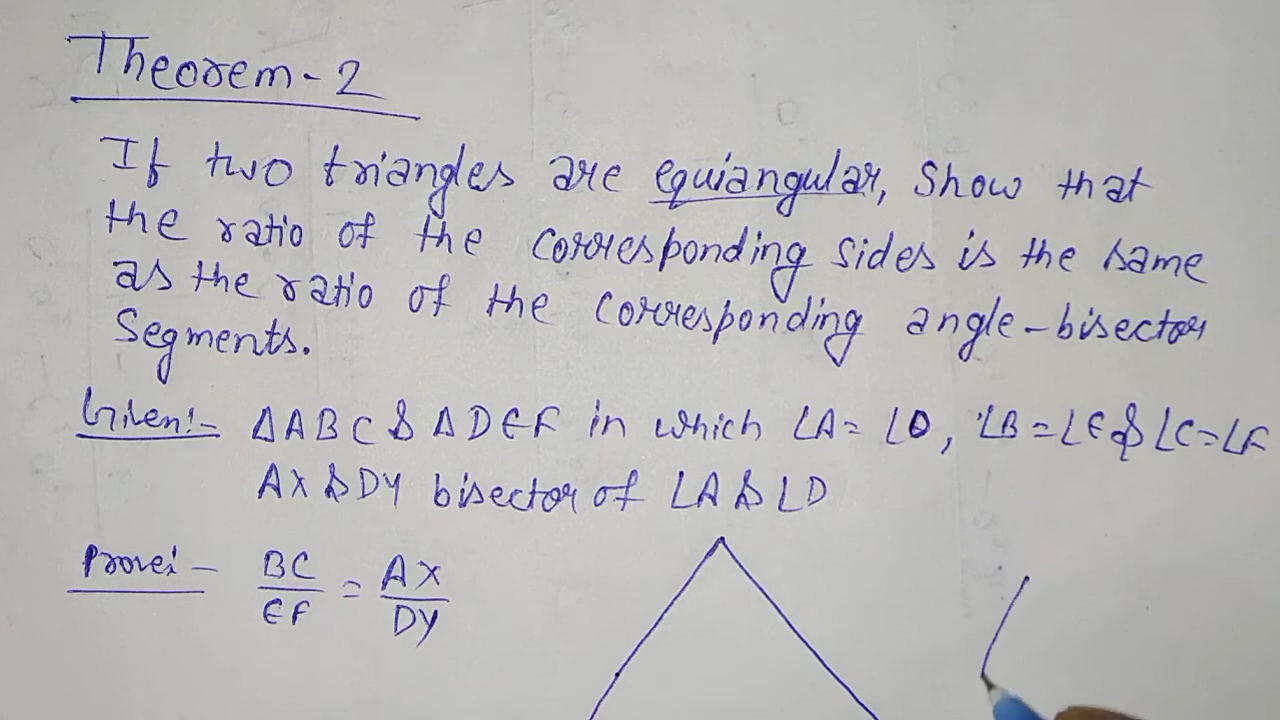 Theorem-2
If two triangles are equiangular, show that
the ratio of the corresponding sides is the same
as the ratio of the corresponding angle-bisector
segments.
Given:- ΔABC & ΔDEF in which ∠A = ∠D, ∠B = ∠E & ∠C = ∠F
AX & DY bisector of ∠A & ∠D
Prove:- BC/EF = AX/DY